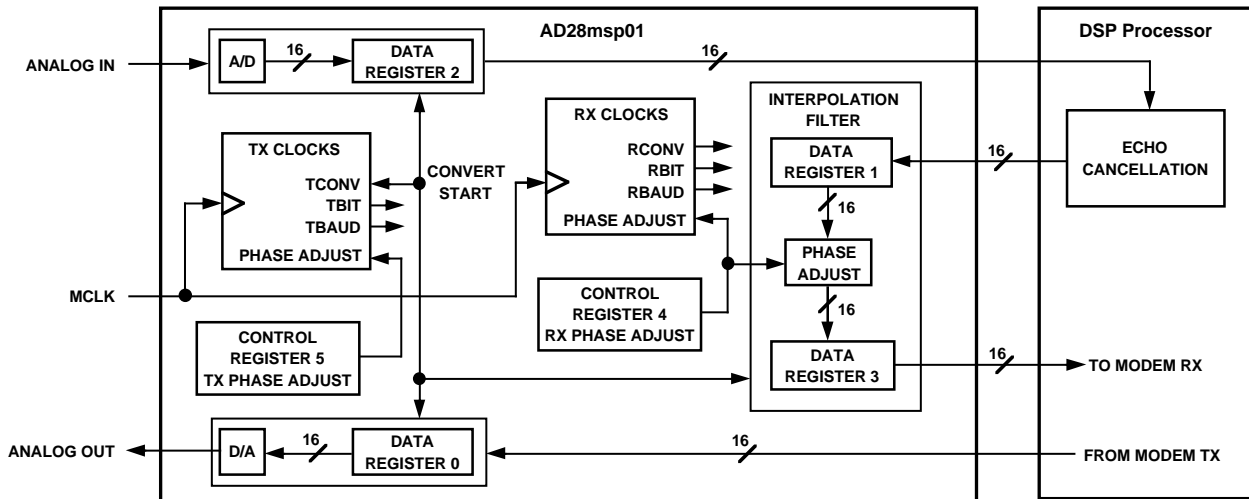 AD28msp01
DSP Processor
ANALOG IN
A/D
16
DATA
REGISTER 2
16
INTERPOLATION
FILTER
TX CLOCKS
TCONV
TBIT
TBAUD
PHASE ADJUST
CONVERT
START
RX CLOCKS
RCONV
RBIT
RBAUD
PHASE ADJUST
DATA
REGISTER 1
16
ECHO
CANCELLATION
16
PHASE
ADJUST
16
MCLK
CONTROL
REGISTER 5
TX PHASE ADJUST
CONTROL
REGISTER 4
RX PHASE ADJUST
DATA
REGISTER 3
16
TO MODEM RX
ANALOG OUT
D/A
16
DATA
REGISTER 0
16
FROM MODEM TX